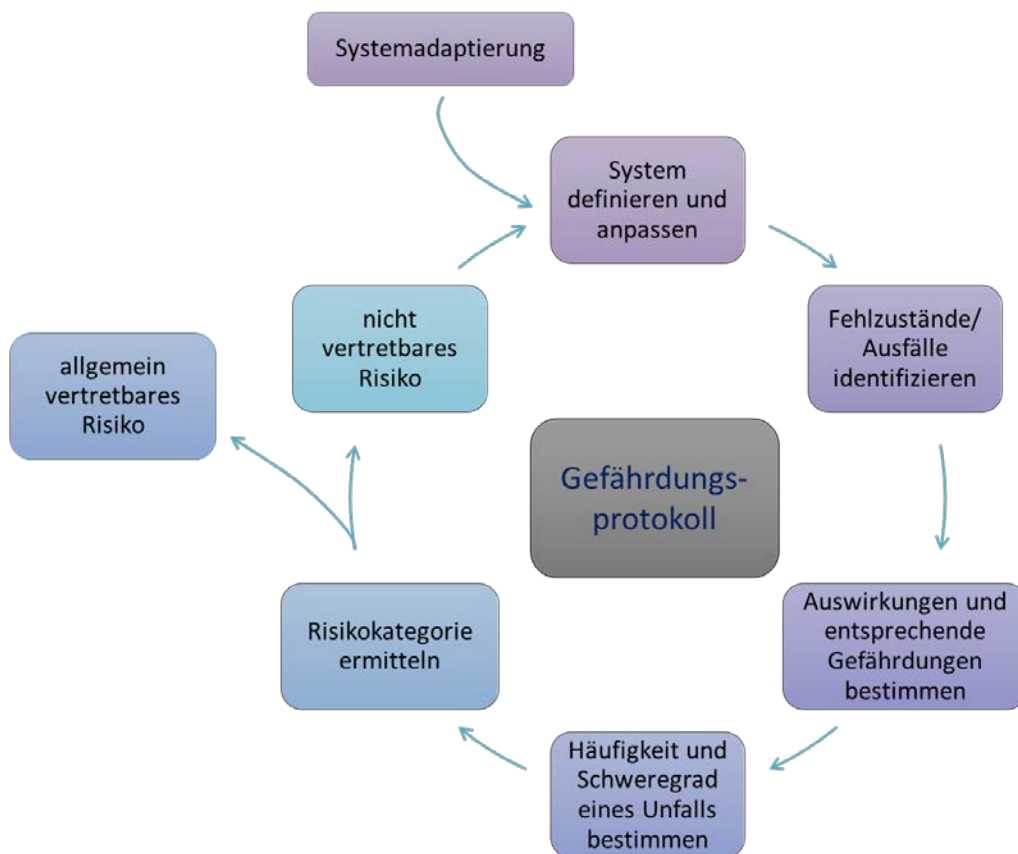 Systemadaptierung
System
definieren und
anpassen
Fehlzustände/
Ausfälle
identifizieren
Auswirkungen und
entsprechende
Gefährdungen
bestimmen
Häufigkeit und
Schweregrad
eines Unfalls
bestimmen
Risikokategorie
ermitteln
nicht
vertretbares
Risiko
allgemein
vertretbares
Risiko
Gefährdungs-
protokoll